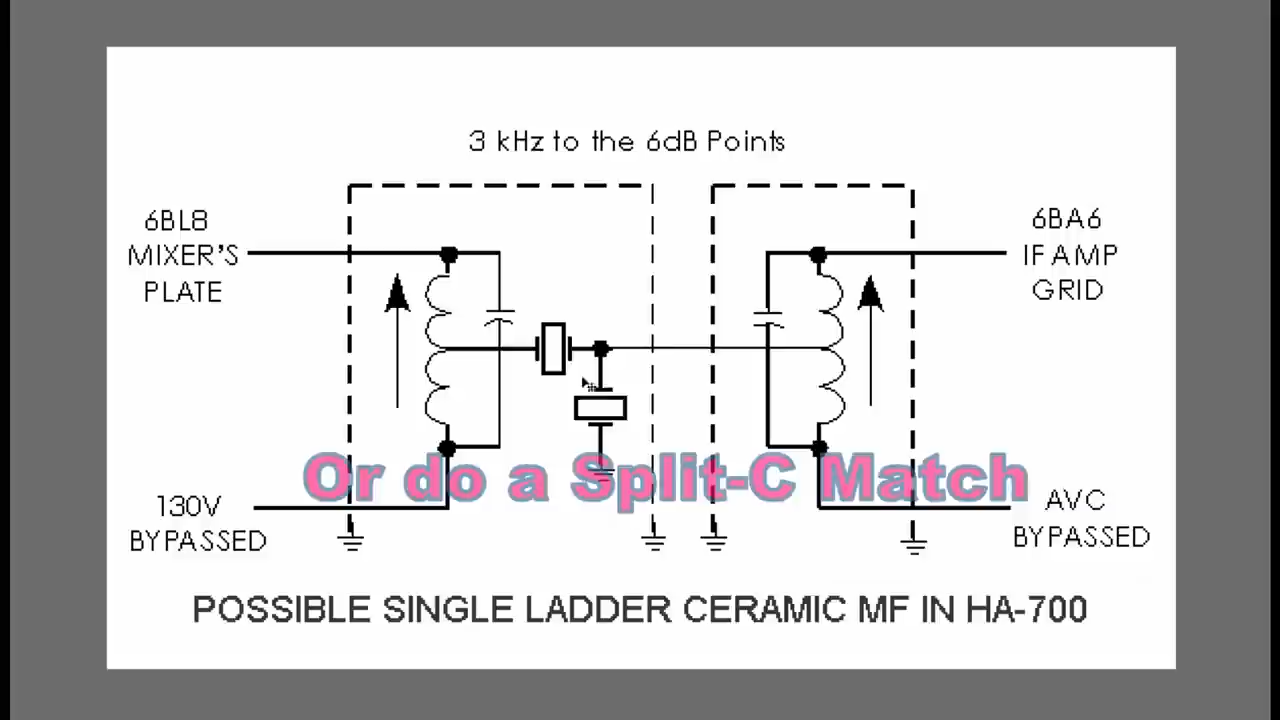 3 kHz to the 6dB Points
6BL8
MIXER'S
PLATE
6BA6
IF AMP
GRID
Or do a Split-C Match
130V
BYPASSED
AVC
BYPASSED
POSSIBLE SINGLE LADDER CERAMIC MF IN HA-700